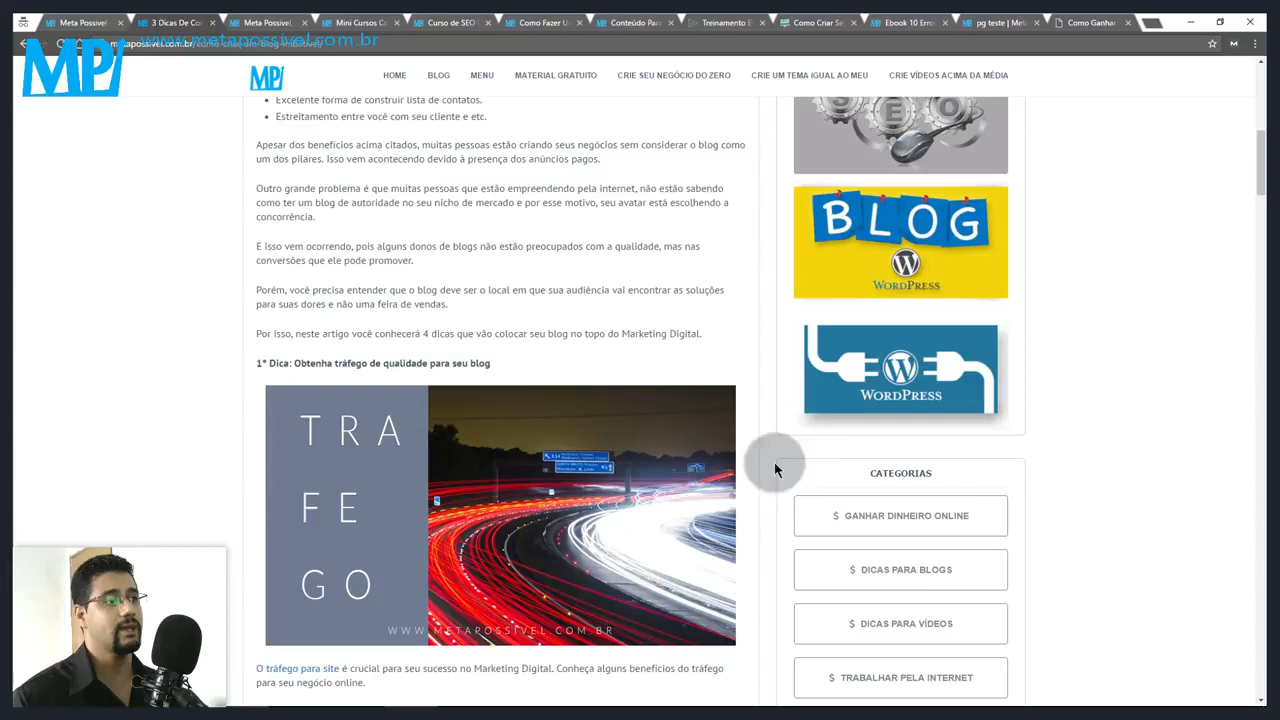 Meta Possível,
3 Dicas De Co
Meta Possível,
Mini Cursos C
Curso de SEO
Como Fazer U
Conteúdo Para
Treinamento E
Como Criar Se
Ebook 10 Erros
pg teste | Met
Como Ganhar
www.metapossivel.com.br
metapossivel.com.br/como-criar-um-blog-imbativel/
MP
MP
HOME
BLOG
MENU
MATERIAL GRATUITO
CRIE SEU NEGÓCIO DO ZERO
CRIE UM TEMA IGUAL AO MEU
CRIE VÍDEOS ACIMA DA MÉDIA
Excelente forma de construir lista de contatos.
Estreitamento entre você com seu cliente e etc.
Apesar dos benefícios acima citados, muitas pessoas estão criando seus negócios sem considerar o blog como
um dos pilares. Isso vem acontecendo devido à presença dos anúncios pagos.
Outro grande problema é que muitas pessoas que estão empreendendo pela internet, não estão sabendo
como ter um blog de autoridade no seu nicho de mercado e por esse motivo, seu avatar está escolhendo a
concorrência.
E isso vem ocorrendo, pois alguns donos de blogs não estão preocupados com a qualidade, mas nas
conversões que ele pode promover.
Porém, você precisa entender que o blog deve ser o local em que sua audiência vai encontrar as soluções
para suas dores e não uma feira de vendas.
Por isso, neste artigo você conhecerá 4 dicas que vão colocar seu blog no topo do Marketing Digital.
1° Dica: Obtenha tráfego de qualidade para seu blog
TRA
FE
GO
WWW.METAPOSSIVEL.COM.BR
O tráfego para site é crucial para seu sucesso no Marketing Digital. Conheça alguns benefícios do tráfego
para seu negócio online.
SEO
BLOG
WORDPRESS
WORDPRESS
CATEGORIAS
$ GANHAR DINHEIRO ONLINE
$ DICAS PARA BLOGS
$ DICAS PARA VÍDEOS
$ TRABALHAR PELA INTERNET